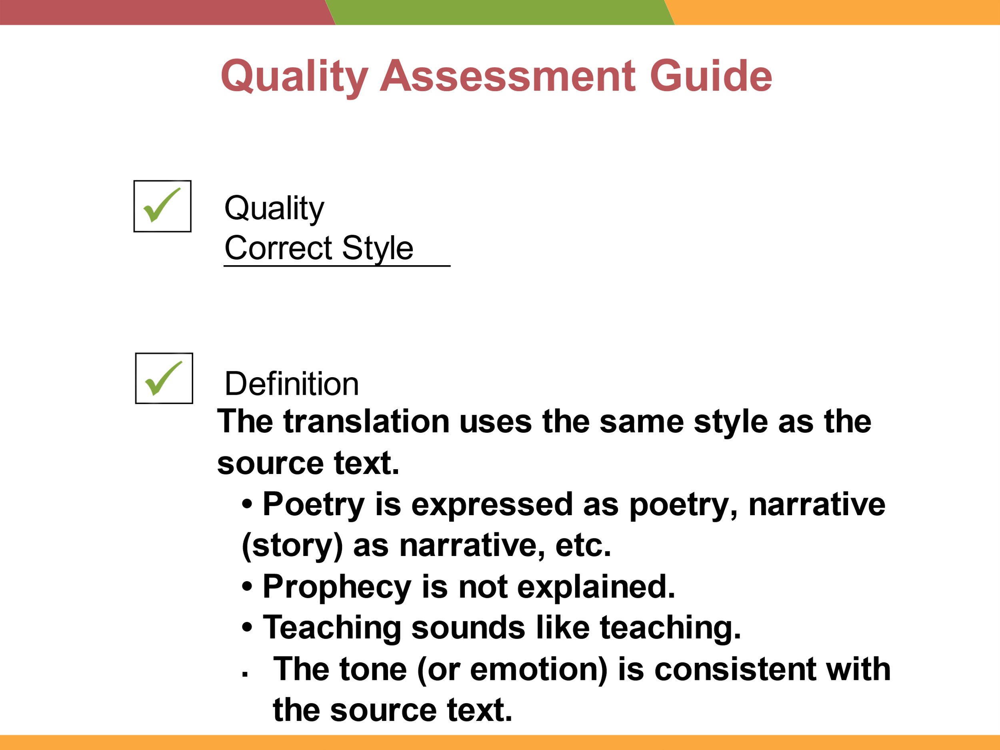 Quality Assessment Guide
Quality
Correct Style
Definition
The translation uses the same style as the
source text.
• Poetry is expressed as poetry, narrative
(story) as narrative, etc.
• Prophecy is not explained.
• Teaching sounds like teaching.
▪ The tone (or emotion) is consistent with
the source text.